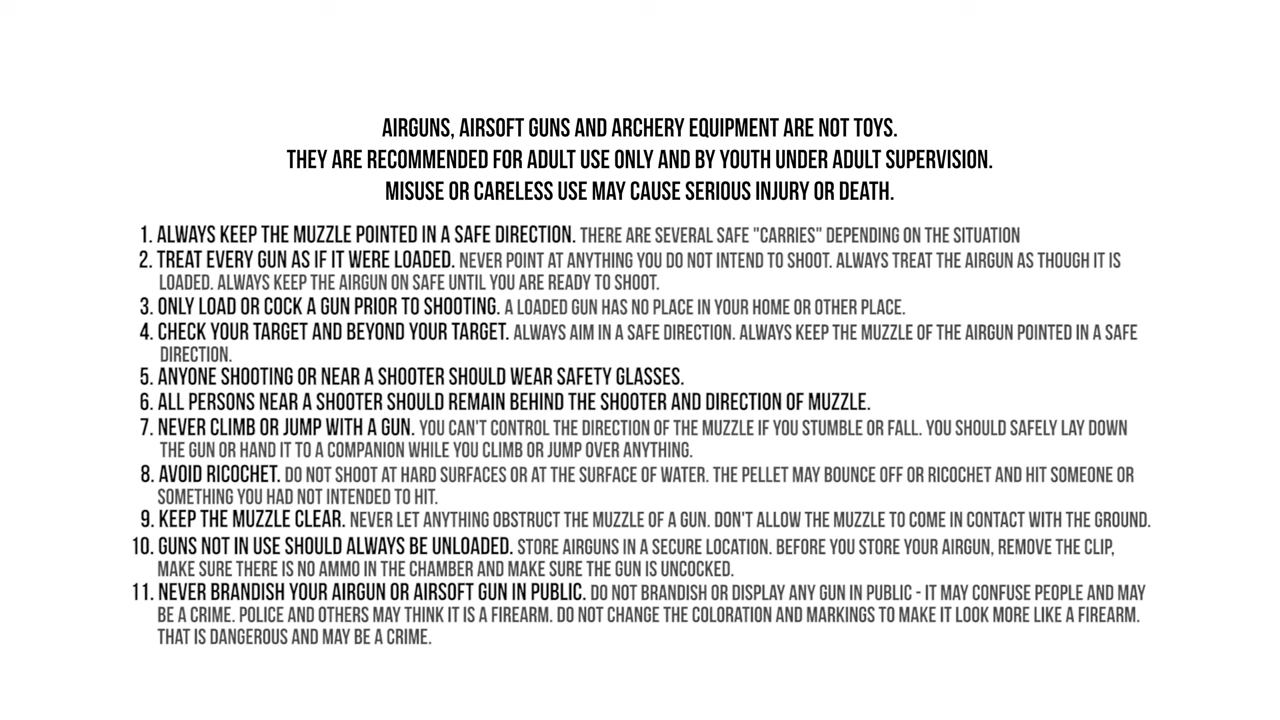 AIRGUNS, AIRSOFT GUNS AND ARCHERY EQUIPMENT ARE NOT TOYS.
THEY ARE RECOMMENDED FOR ADULT USE ONLY AND BY YOUTH UNDER ADULT SUPERVISION.
MISUSE OR CARELESS USE MAY CAUSE SERIOUS INJURY OR DEATH.
1. ALWAYS KEEP THE MUZZLE POINTED IN A SAFE DIRECTION. THERE ARE SEVERAL SAFE "CARRIES" DEPENDING ON THE SITUATION
2. TREAT EVERY GUN AS IF IT WERE LOADED. NEVER POINT AT ANYTHING YOU DO NOT INTEND TO SHOOT. ALWAYS TREAT THE AIRGUN AS THOUGH IT IS
LOADED. ALWAYS KEEP THE AIRGUN ON SAFE UNTIL YOU ARE READY TO SHOOT.
3. ONLY LOAD OR COCK A GUN PRIOR TO SHOOTING. A LOADED GUN HAS NO PLACE IN YOUR HOME OR OTHER PLACE.
4. CHECK YOUR TARGET AND BEYOND YOUR TARGET. ALWAYS AIM IN A SAFE DIRECTION. ALWAYS KEEP THE MUZZLE OF THE AIRGUN POINTED IN A SAFE
DIRECTION.
5. ANYONE SHOOTING OR NEAR A SHOOTER SHOULD WEAR SAFETY GLASSES.
6. ALL PERSONS NEAR A SHOOTER SHOULD REMAIN BEHIND THE SHOOTER AND DIRECTION OF MUZZLE.
7. NEVER CLIMB OR JUMP WITH A GUN. YOU CAN'T CONTROL THE DIRECTION OF THE MUZZLE IF YOU STUMBLE OR FALL. YOU SHOULD SAFELY LAY DOWN
THE GUN OR HAND IT TO A COMPANION WHILE YOU CLIMB OR JUMP OVER ANYTHING.
8. AVOID RICOCHET. DO NOT SHOOT AT HARD SURFACES OR AT THE SURFACE OF WATER. THE PELLET MAY BOUNCE OFF OR RICOCHET AND HIT SOMEONE OR
SOMETHING YOU HAD NOT INTENDED TO HIT.
9. KEEP THE MUZZLE CLEAR. NEVER LET ANYTHING OBSTRUCT THE MUZZLE OF A GUN. DON'T ALLOW THE MUZZLE TO COME IN CONTACT WITH THE GROUND.
10. GUNS NOT IN USE SHOULD ALWAYS BE UNLOADED. STORE AIRGUNS IN A SECURE LOCATION. BEFORE YOU STORE YOUR AIRGUN, REMOVE THE CLIP,
MAKE SURE THERE IS NO AMMO IN THE CHAMBER AND MAKE SURE THE GUN IS UNCOCKED.
11. NEVER BRANDISH YOUR AIRGUN OR AIRSOFT GUN IN PUBLIC. DO NOT BRANDISH OR DISPLAY ANY GUN IN PUBLIC - IT MAY CONFUSE PEOPLE AND MAY
BE A CRIME. POLICE AND OTHERS MAY THINK IT IS A FIREARM. DO NOT CHANGE THE COLORATION AND MARKINGS TO MAKE IT LOOK MORE LIKE A FIREARM.
THAT IS DANGEROUS AND MAY BE A CRIME.